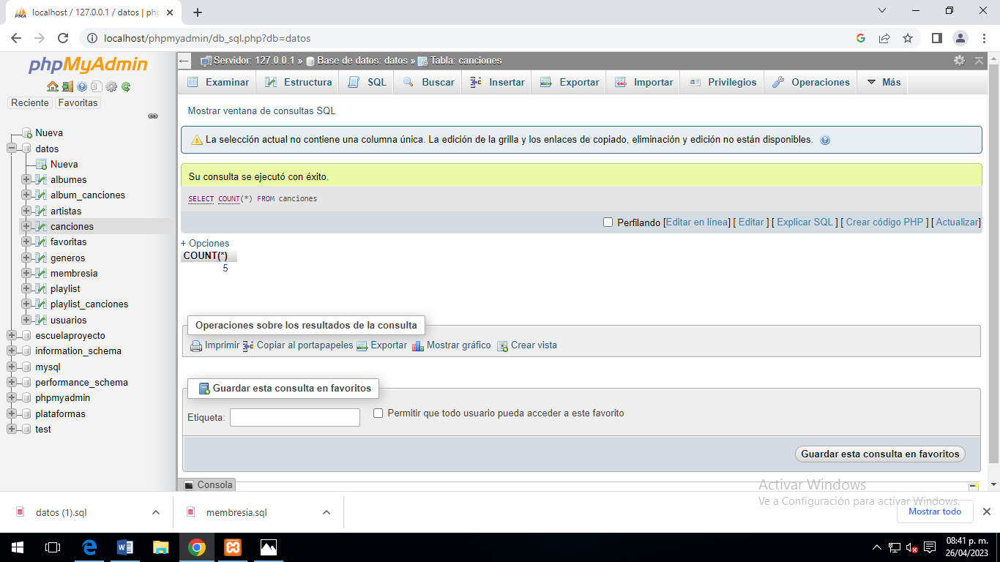 localhost / 127.0.0.1 / datos | php
localhost/phpmyadmin/db_sql.php?db=datos
phpMyAdmin
Reciente
Favoritas
Nueva
datos
Nueva
albumes
album_canciones
artistas
canciones
favoritas
generos
membresia
playlist
playlist_canciones
usuarios
escuelaproyecto
information_schema
mysql
performance_schema
phpmyadmin
plataformas
test
Servidor: 127.0.0.1 » Base de datos: datos » Tabla: canciones
Examinar Estructura SQL Buscar Insertar Exportar Importar Privilegios Operaciones Más
Mostrar ventana de consultas SQL
La selección actual no contiene una columna única. La edición de la grilla y los enlaces de copiado, eliminación y edición no están disponibles.
Su consulta se ejecutó con éxito.
SELECT COUNT(*) FROM canciones
Perfilando [Editar en línea] [ Editar ] [ Explicar SQL ] [ Crear código PHP ] [ Actualizar]
+ Opciones
COUNT(*)
5
Operaciones sobre los resultados de la consulta
Imprimir Copiar al portapapeles Exportar Mostrar gráfico Crear vista
Guardar esta consulta en favoritos
Etiqueta: Permitir que todo usuario pueda acceder a este favorito
Guardar esta consulta en favoritos
Consola
Activar Windows
Ve a Configuración para activar Windows.
datos (1).sql
membresia.sql
Mostrar todo
08:41 p. m.
26/04/2023